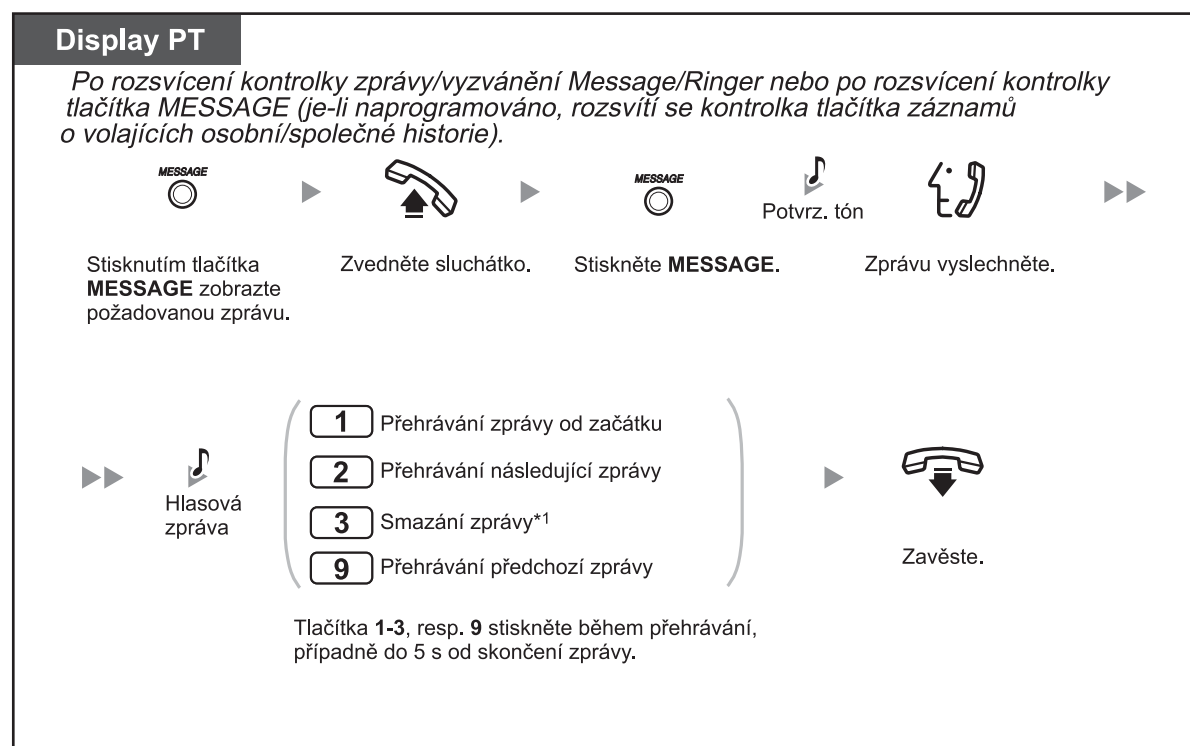 Display PT
Po rozsvícení kontrolky zprávy/vyzvánění Message/Ringer nebo po rozsvícení kontrolky
tlačítka MESSAGE (je-li naprogramováno, rozsvítí se kontrolka tlačítka záznamů
o volajících osobní/společné historie).
MESSAGE
MESSAGE
Potvrz. tón
Stisknutím tlačítka
MESSAGE zobrazte
požadovanou zprávu.
Zvedněte sluchátko.
Stiskněte MESSAGE.
Zprávu vyslechněte.
Hlasová
zpráva
1 Přehrávání zprávy od začátku
2 Přehrávání následující zprávy
3 Smazání zprávy*1
9 Přehrávání předchozí zprávy
Zavěste.
Tlačítka 1-3, resp. 9 stiskněte během přehrávání,
případně do 5 s od skončení zprávy.